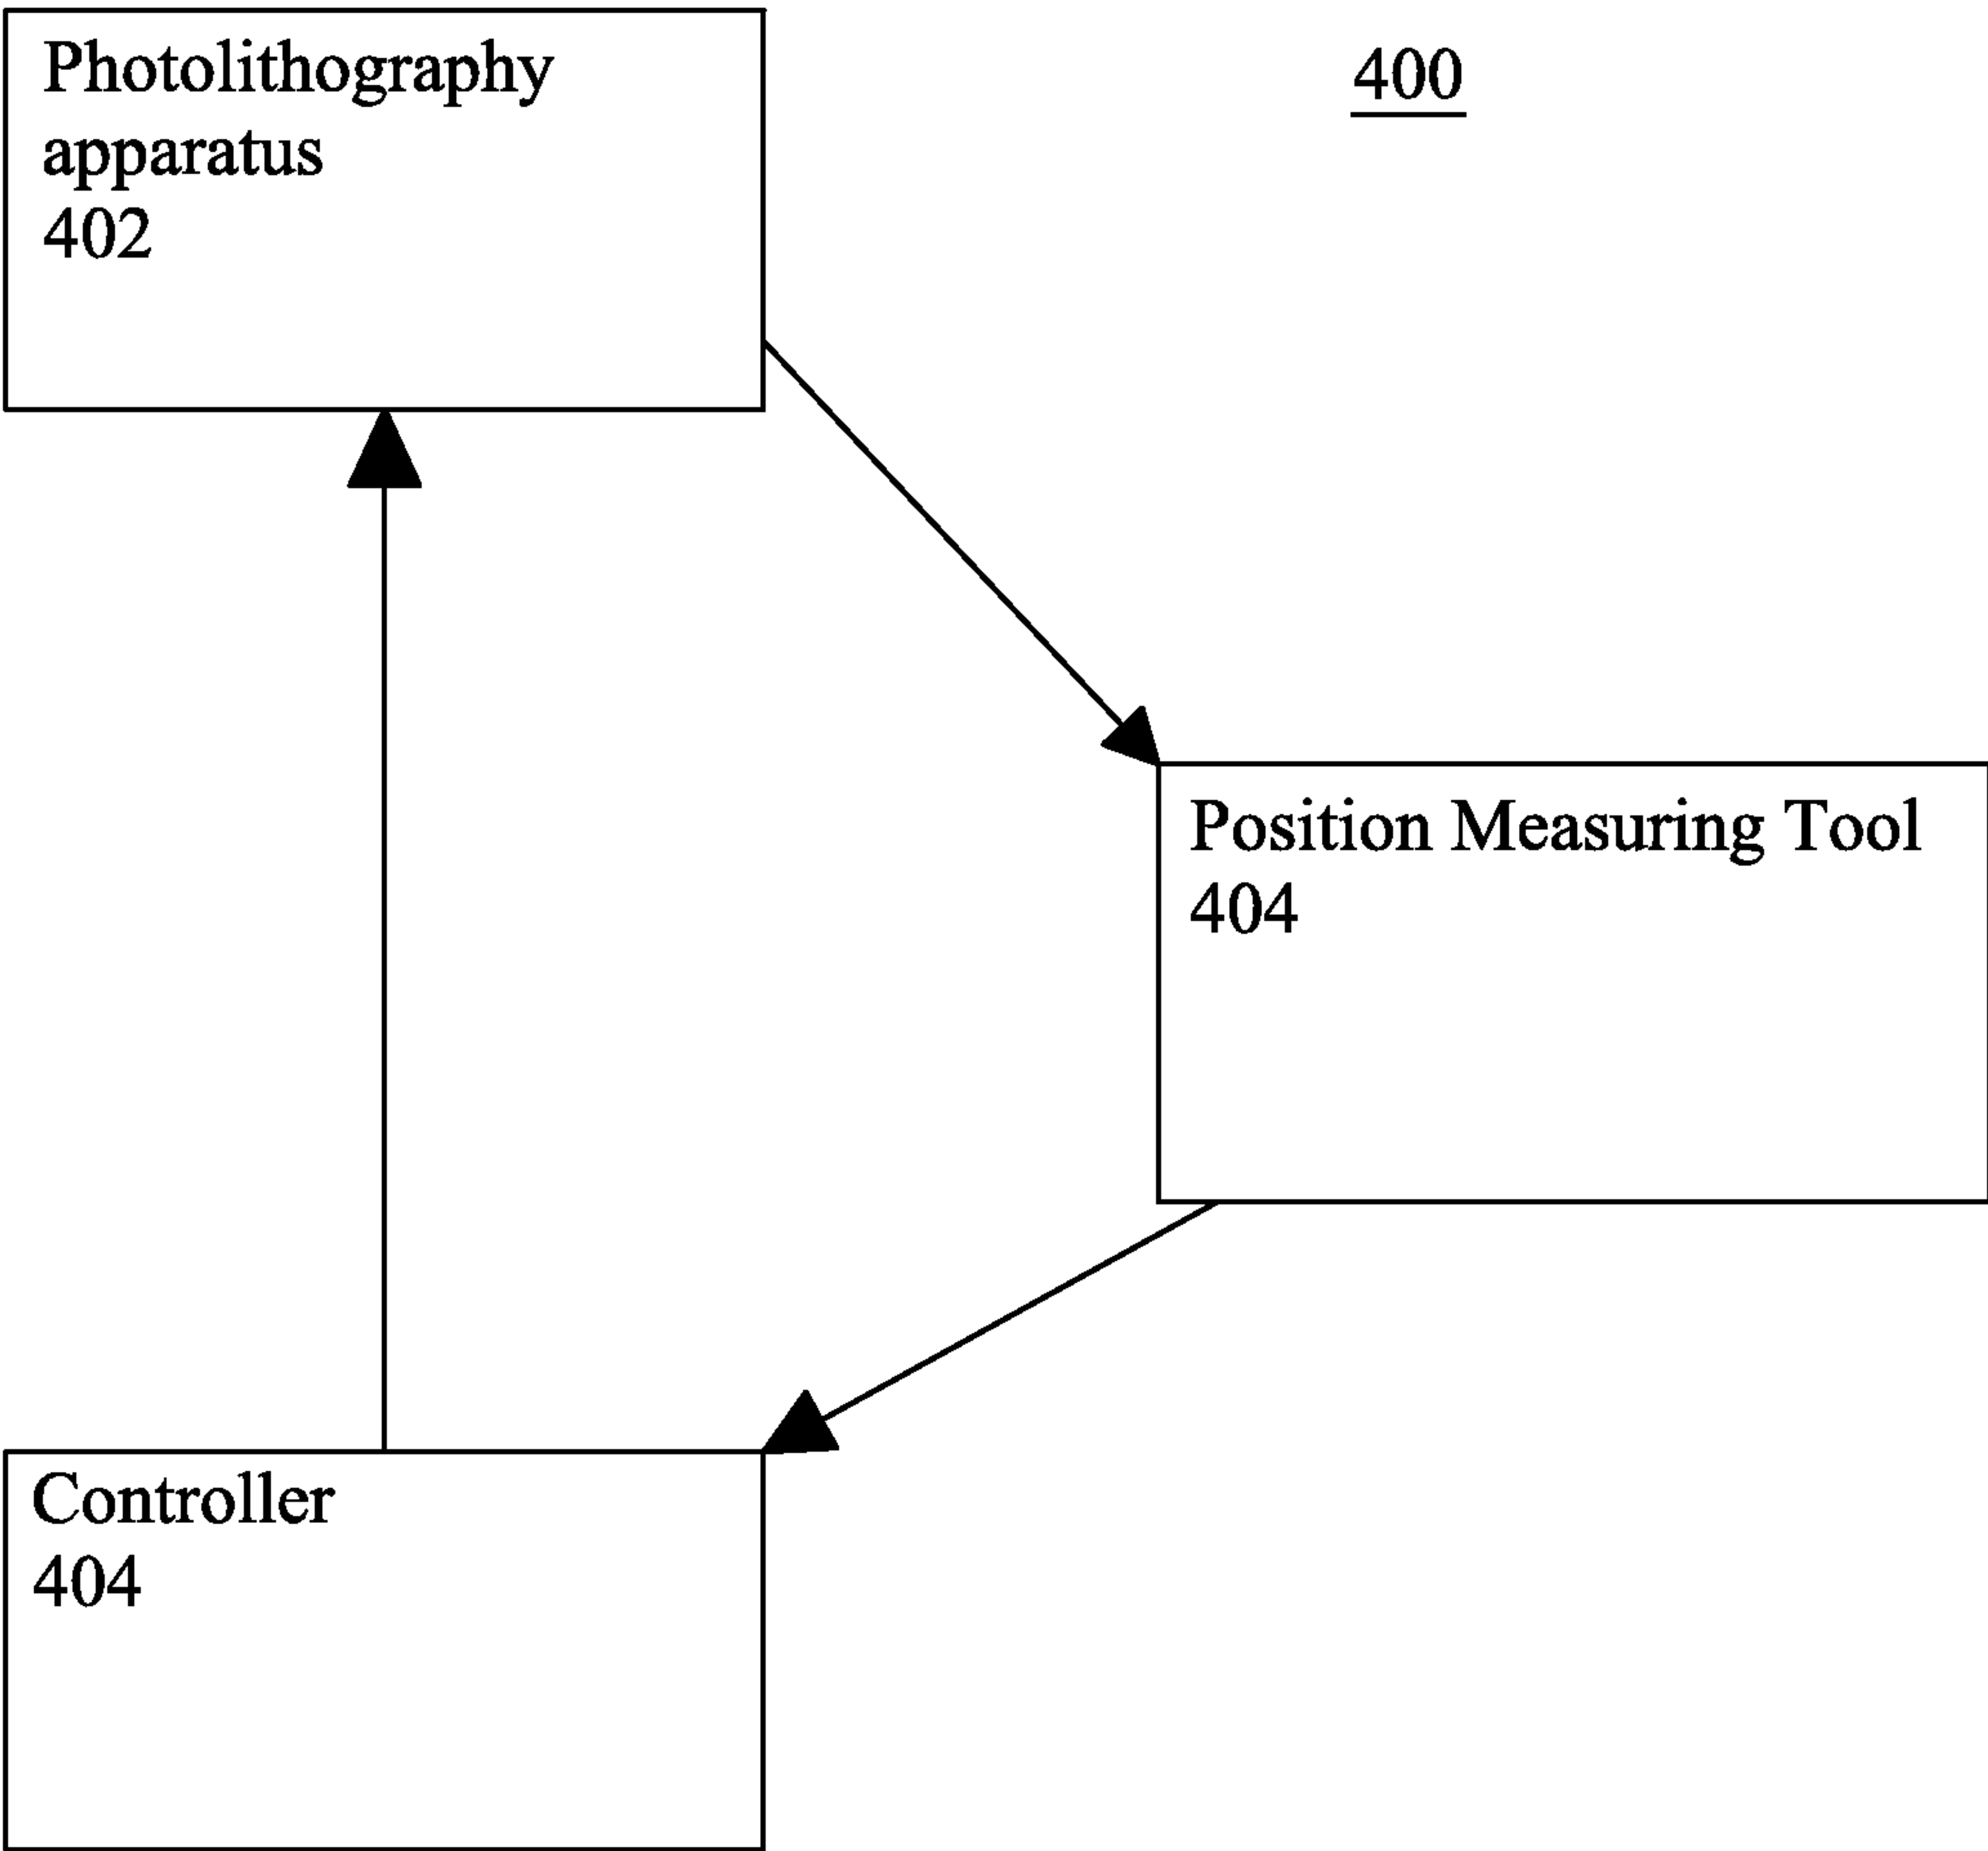 Photolithography
apparatus
402
400
Position Measuring Tool
404
Controller
404